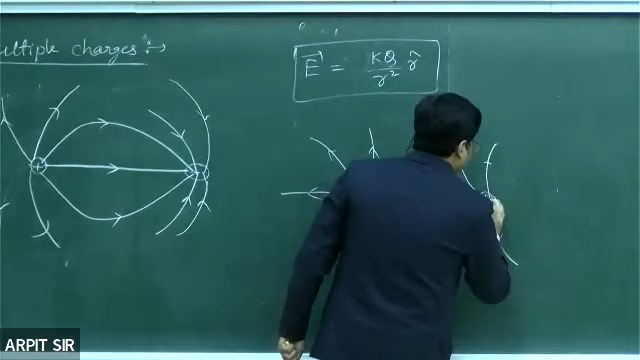 ultiple charges :→
E⃗ = KQ/r² r̂
+
ARPIT SIR